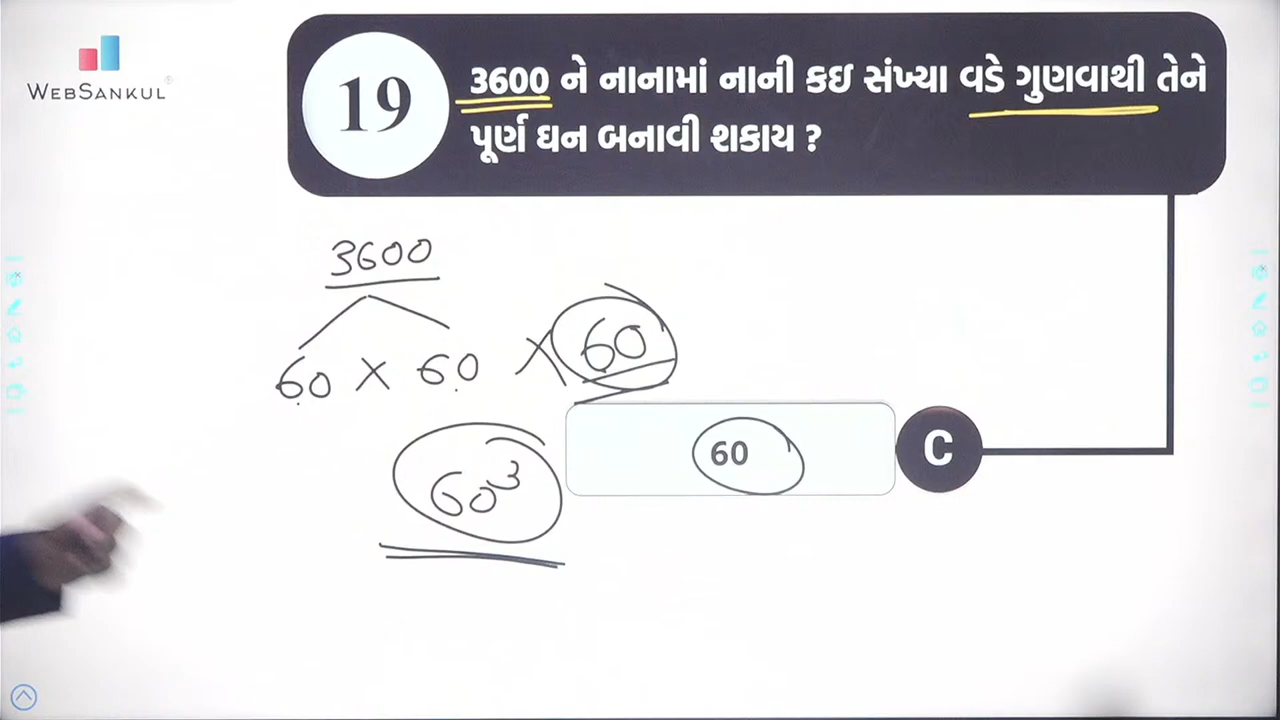 WEBSANKUL
19
3600 ને નાનામાં નાની કઇ સંખ્યા વડે ગુણવાથી તેને
પૂર્ણ ઘન બનાવી શકાય ?
3600
60 × 60 × 60
60 C
60³